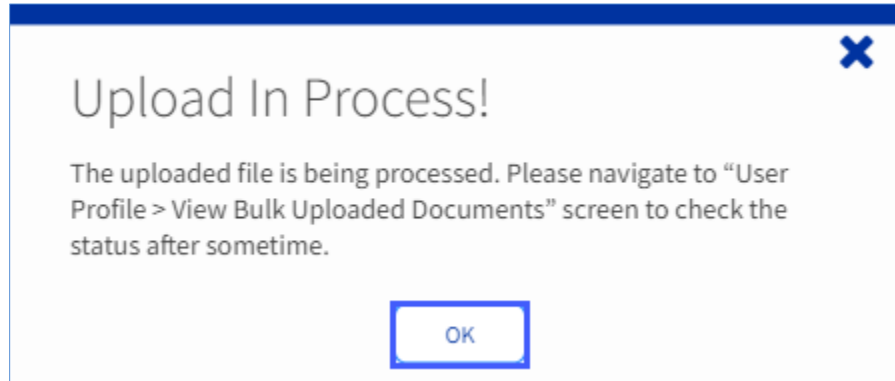 Upload In Process!
The uploaded file is being processed. Please navigate to “User
Profile > View Bulk Uploaded Documents” screen to check the
status after sometime.
OK